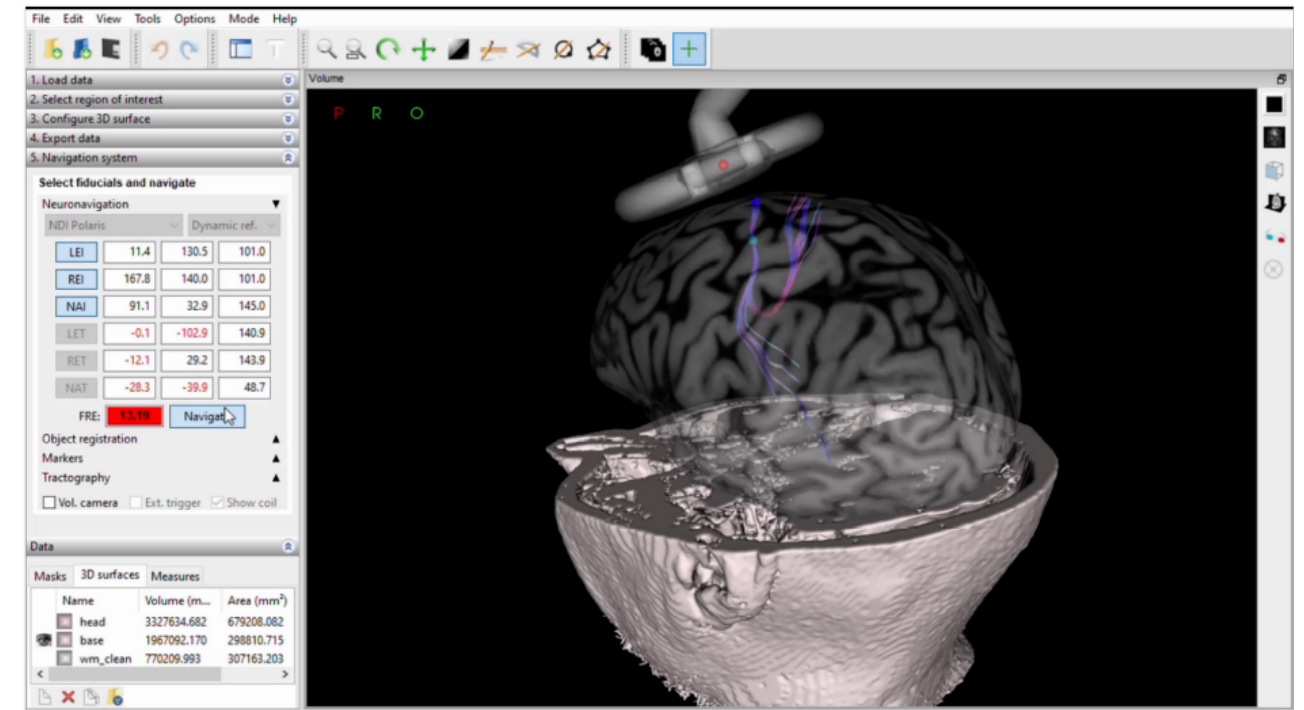 File Edit View Tools Options Mode Help
1. Load data
Volume
2. Select region of interest
3. Configure 3D surface
4. Export data
5. Navigation system
P R O
Select fiducials and navigate
Neuronavigation
NDI Polaris Dynamic ref.
LEI 11.4 130.5 101.0
REI 167.8 140.0 101.0
NAI 91.1 32.9 145.0
LET -0.1 -102.9 140.9
RET -12.1 29.2 143.9
NAT -28.3 -39.9 48.7
FRE: 13.19
Object registration
Markers
Tractography
Vol. camera Ext. trigger Show coil
Data
Masks 3D surfaces Measures
Name Volume (m... Area (mm²)
head 3327634.682 679208.082
base 1967092.170 298810.715
wm_clean 770209.993 307163.203